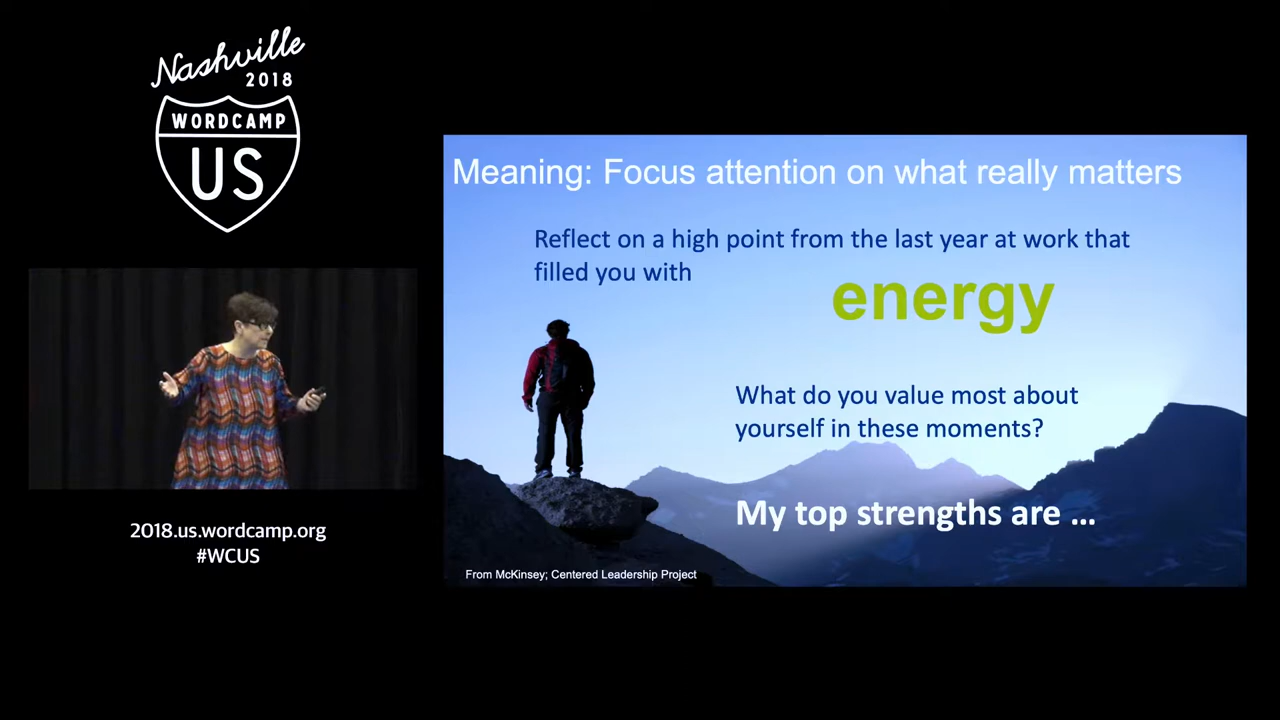 Nashville
2018
WORDCAMP
US
2018.us.wordcamp.org
#WCUS
Meaning: Focus attention on what really matters
Reflect on a high point from the last year at work that
filled you with
energy
What do you value most about
yourself in these moments?
My top strengths are ...
From McKinsey; Centered Leadership Project